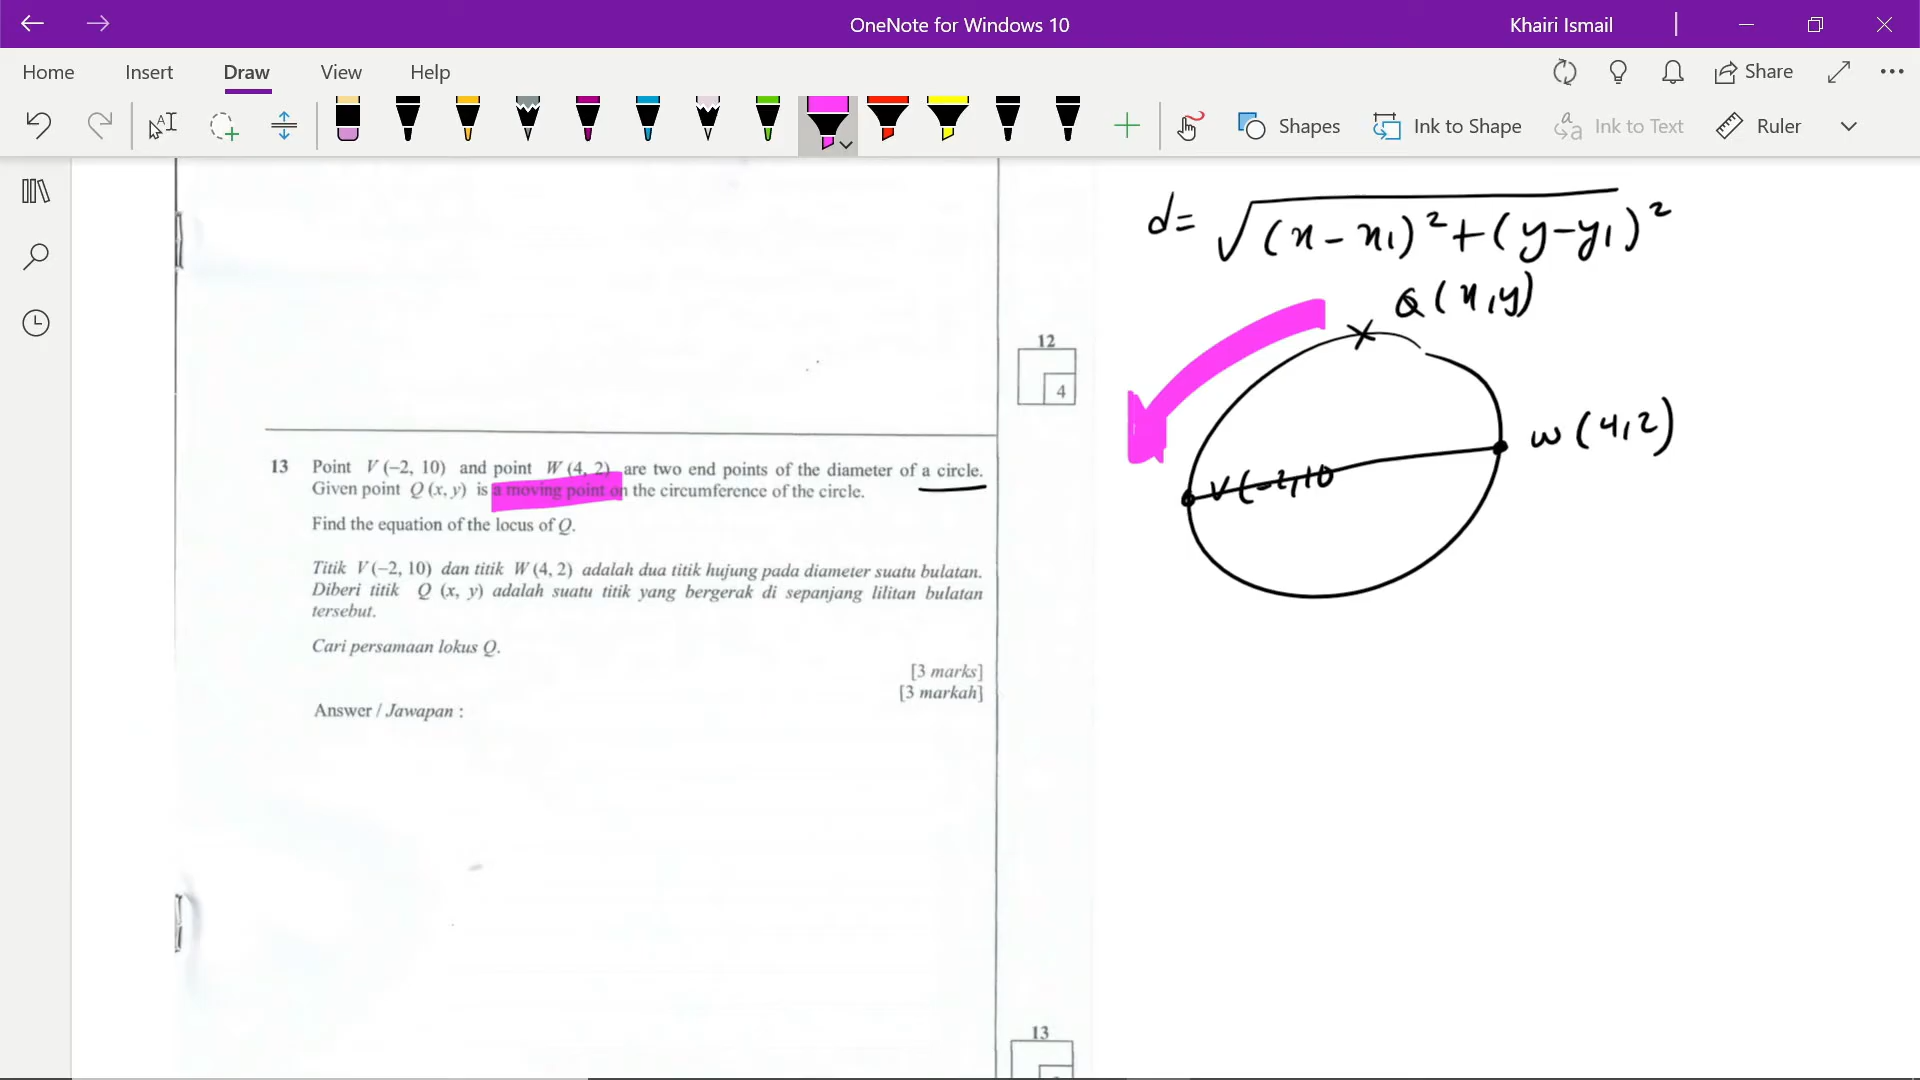 OneNote for Windows 10
Khairi Ismail
Home Insert Draw View Help
Share
Shapes Ink to Shape Ink to Text Ruler
d = √(x - x1)² + (y - y1)²
Q (x, y)
12
4
W (4, 2)
V (-2, 10
13 Point V (−2, 10) and point W (4, 2) are two end points of the diameter of a circle.
Given point Q (x, y) is a moving point on the circumference of the circle.
Find the equation of the locus of Q.
Titik V (−2, 10) dan titik W (4, 2) adalah dua titik hujung pada diameter suatu bulatan.
Diberi titik Q (x, y) adalah suatu titik yang bergerak di sepanjang lilitan bulatan
tersebut.
Cari persamaan lokus Q.
[3 marks]
[3 markah]
Answer / Jawapan :
13